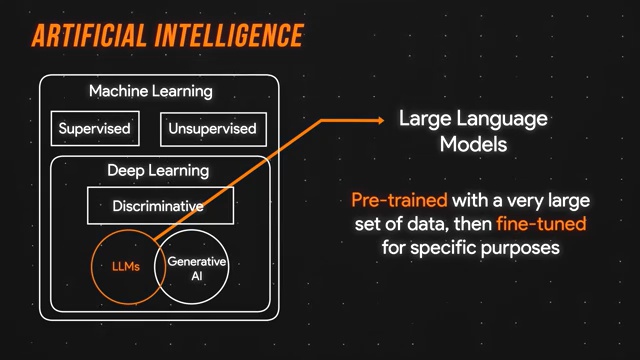 ARTIFICIAL INTELLIGENCE
Machine Learning
Supervised
Unsupervised
Deep Learning
Discriminative
LLMs
Generative
AI
Large Language
Models
Pre-trained with a very large
set of data, then fine-tuned
for specific purposes